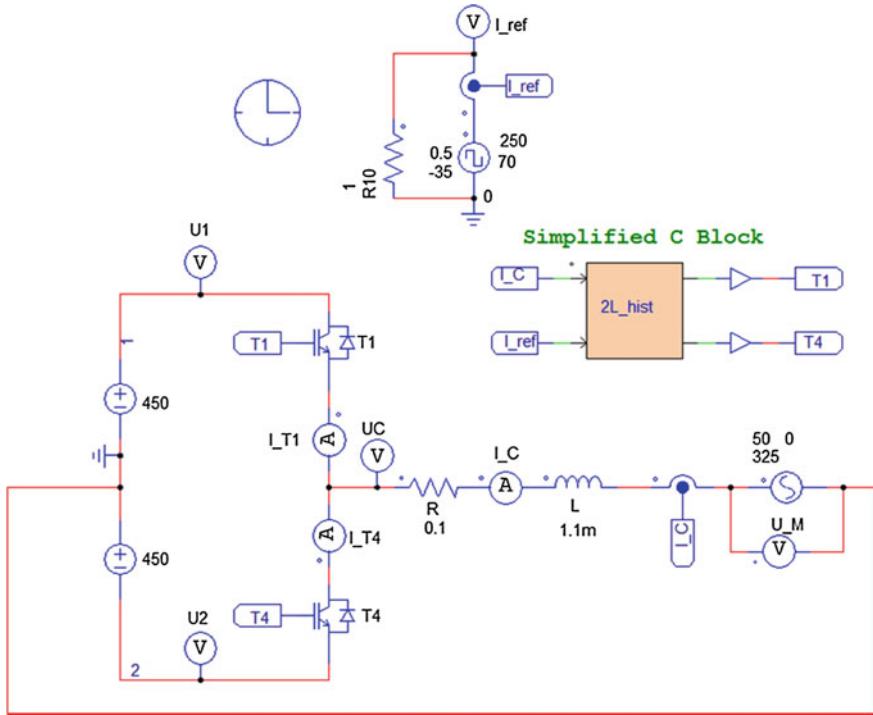 V I_ref
I_ref
0.5
-35
250
70
1
R10
0
Simplified C Block
I_C
I_ref
2L_hist
T1
T4
U1
V
1
T1
T1
450
I_T1
A
UC
V
I_C
A
R
0.1
L
1.1m
I_C
50 0
325
U_M
V
450
A
I_T4
U2
V
T4
T4
2